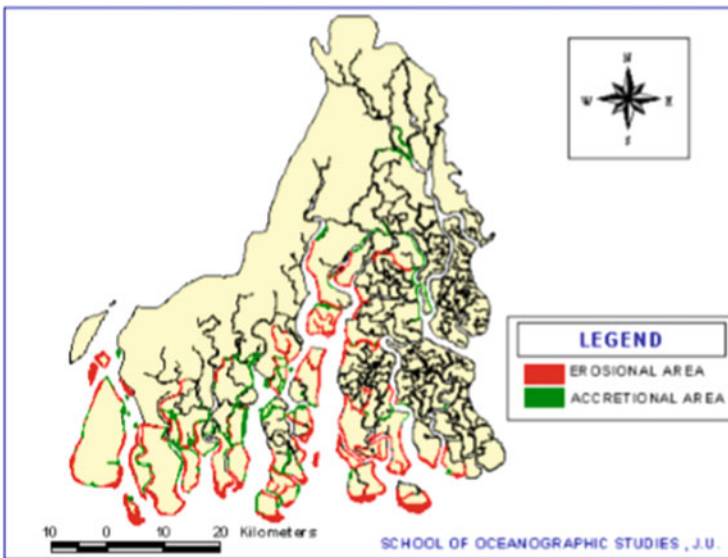 N
W E
S
LEGEND
EROSIONAL AREA
ACCRETIONAL AREA
10 0 10 20 Kilometers
SCHOOL OF OCEANOGRAPHIC STUDIES , J.U.